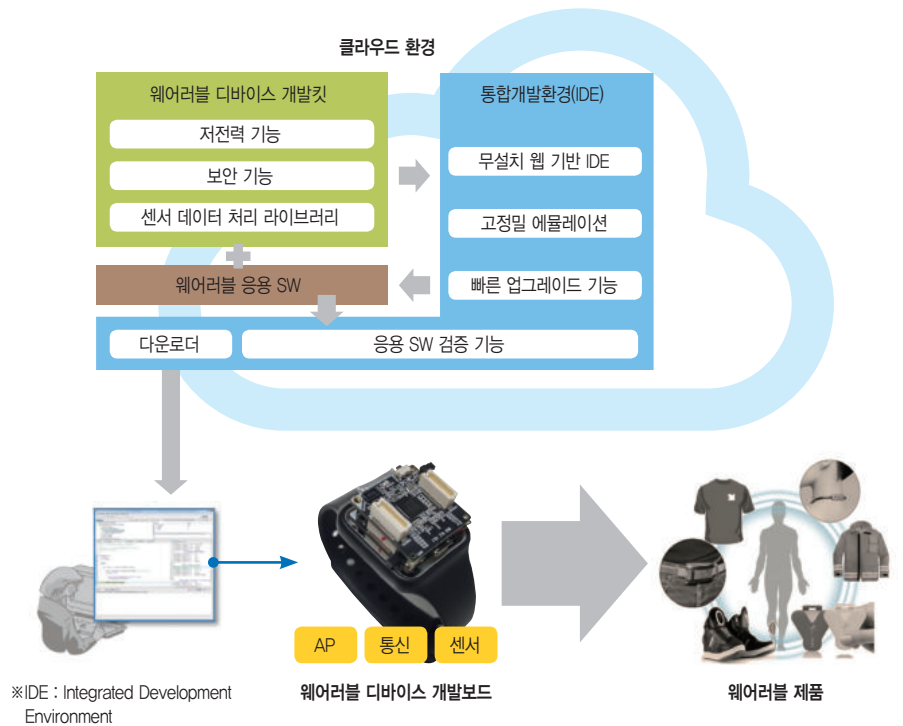 클라우드 환경
웨어러블 디바이스 개발킷
저전력 기능
보안 기능
센서 데이터 처리 라이브러리
통합개발환경(IDE)
무설치 웹 기반 IDE
고정밀 에뮬레이션
빠른 업그레이드 기능
웨어러블 응용 SW
다운로더
응용 SW 검증 기능
AP
통신
센서
웨어러블 디바이스 개발보드
웨어러블 제품
※IDE : Integrated Development
Environment